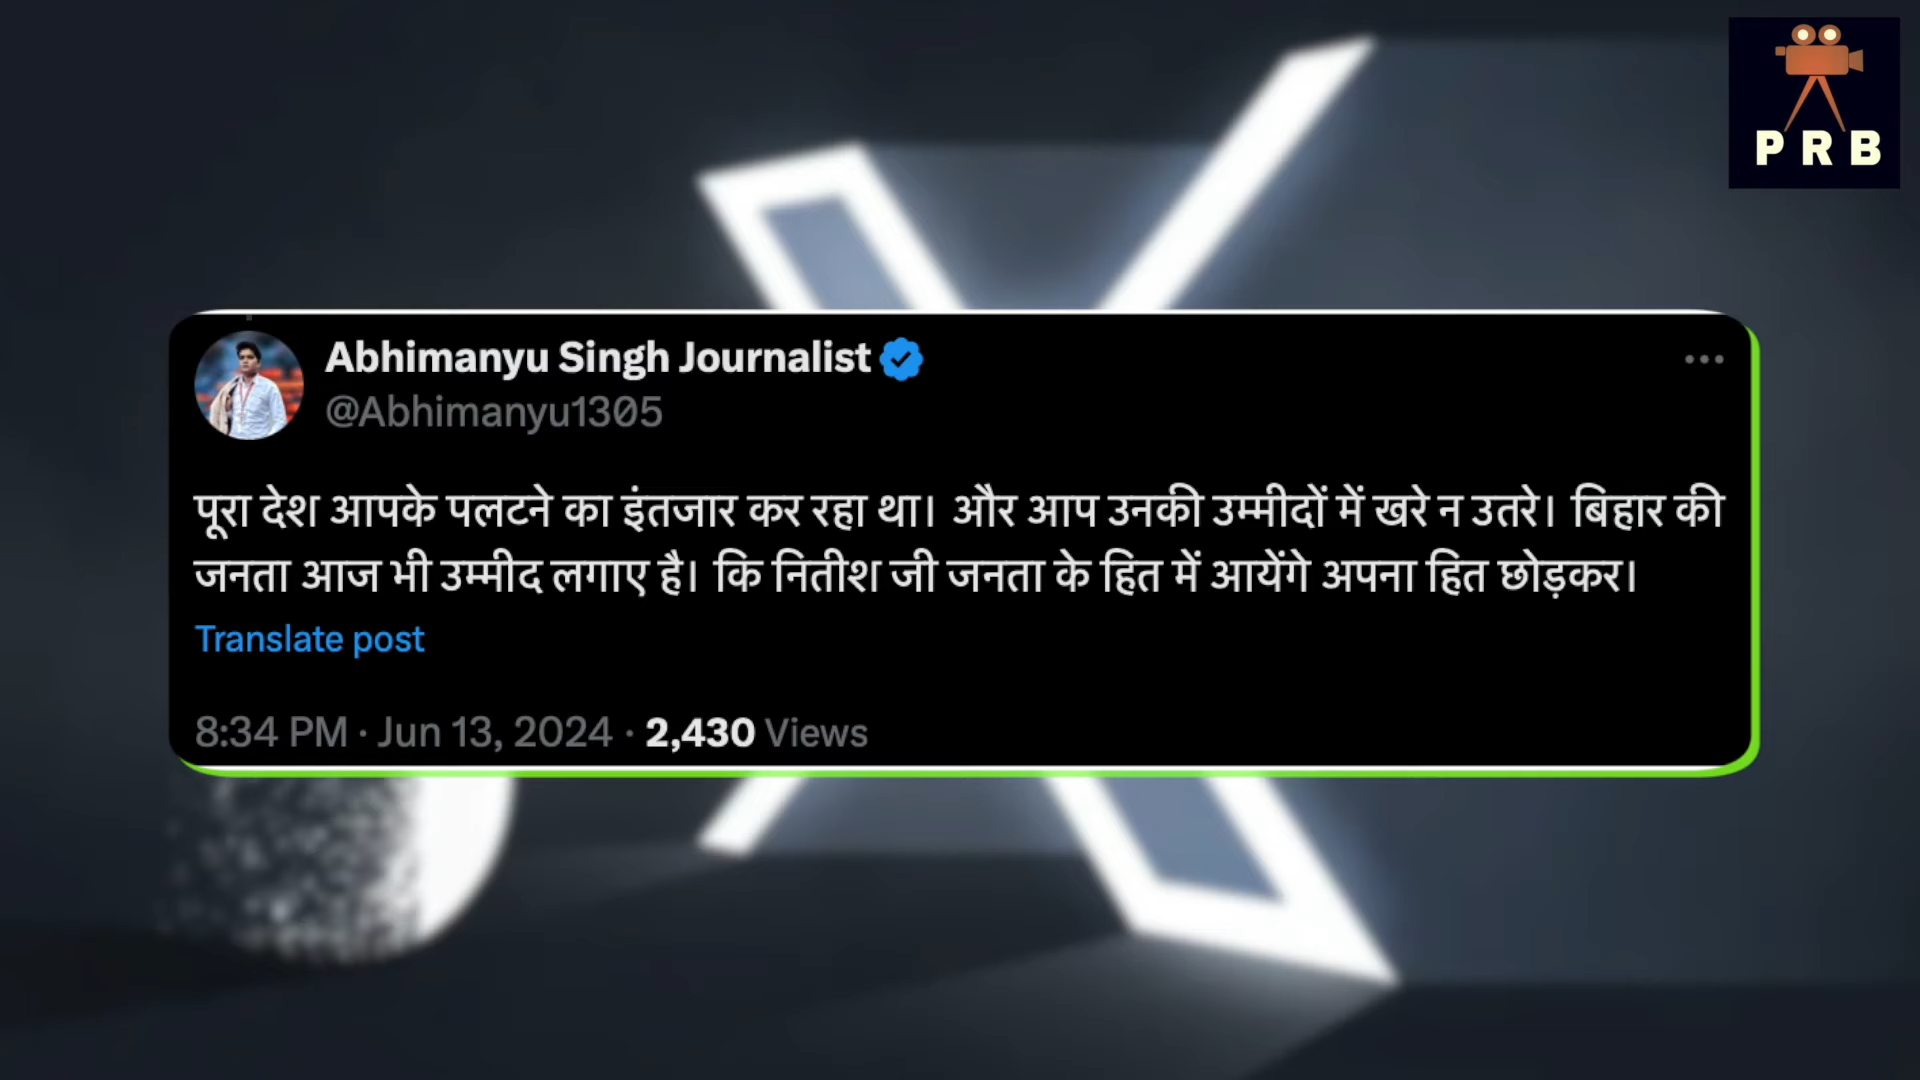 PRB
Abhimanyu Singh Journalist
@Abhimanyu1305
पूरा देश आपके पलटने का इंतजार कर रहा था। और आप उनकी उम्मीदों में खरे न उतरे। बिहार की
जनता आज भी उम्मीद लगाए है। कि नितीश जी जनता के हित में आयेंगे अपना हित छोड़कर।
Translate post
8:34 PM · Jun 13, 2024 · 2,430 Views